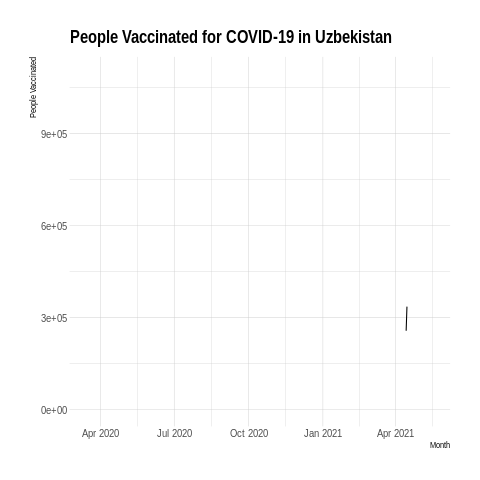 People Vaccinated for COVID-19 in Uzbekistan
People Vaccinated
9e+05
6e+05
3e+05
0e+00
Apr 2020 Jul 2020 Oct 2020 Jan 2021 Apr 2021
Month